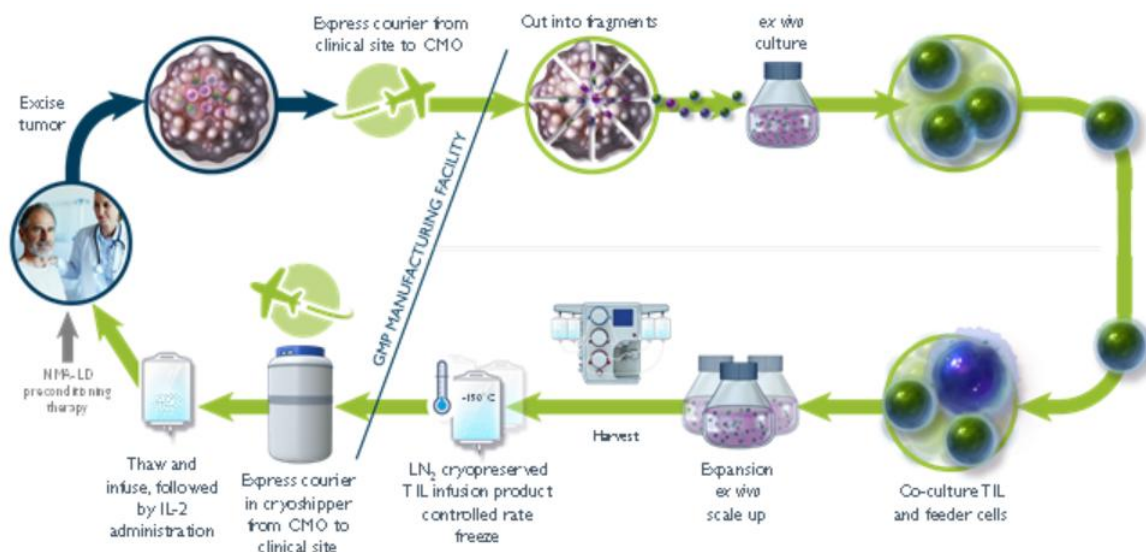 Excise
tumor
Express courier from
clinical site to CMO
Cut into fragments
ex vivo
culture
GMP MANUFACTURING FACILITY
NMA-LD
preconditioning
therapy
Thaw and
infuse, followed
by IL-2
administration
Express courier
in cryoshipper
from CMO to
clinical site
-150°C
LN₂ cryopreserved
TIL infusion product
controlled rate
freeze
Harvest
Expansion
ex vivo
scale up
Co-culture TIL
and feeder cells